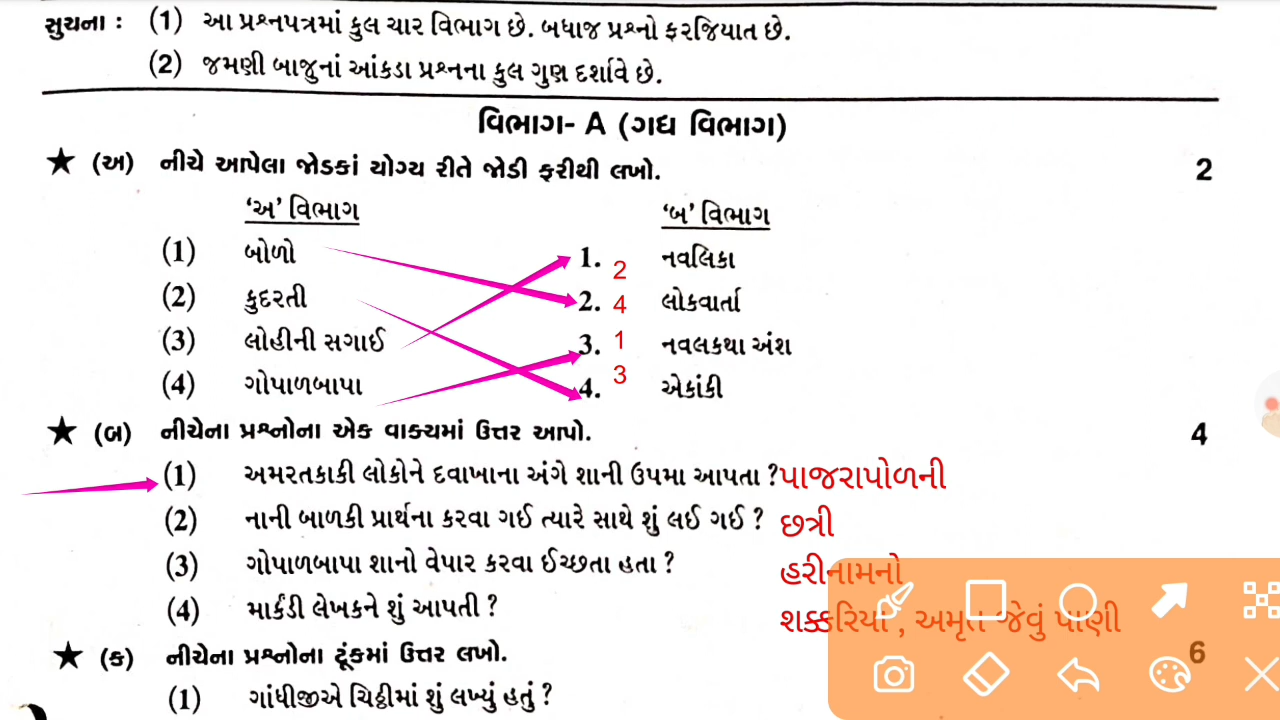 સુચના : (1) આ પ્રશ્નપત્રમાં કુલ ચાર વિભાગ છે. બધાજ પ્રશ્નો ફરજિયાત છે.
(2) જમણી બાજુનાં આંકડા પ્રશ્નના કુલ ગુણ દર્શાવે છે.
વિભાગ- A (ગદ્ય વિભાગ)
★ (અ) નીચે આપેલા જોડકાં યોગ્ય રીતે જોડી ફરીથી લખો. 2
‘અ’ વિભાગ ‘બ’ વિભાગ
(1) બોળો 1. 2 નવલિકા
(2) કુદરતી 2. 4 લોકવાર્તા
(3) લોહીની સગાઈ 3. 1 નવલકથા અંશ
(4) ગોપાળબાપા 4. 3 એકાંકી
★ (બ) નીચેના પ્રશ્નોના એક વાક્યમાં ઉત્તર આપો. 4
(1) અમરતકાકી લોકોને દવાખાના અંગે શાની ઉપમા આપતા ? પાજરાપોળની
(2) નાની બાળકી પ્રાર્થના કરવા ગઈ ત્યારે સાથે શું લઈ ગઈ ? છત્રી
(3) ગોપાળબાપા શાનો વેપાર કરવા ઈચ્છતા હતા ? હરીનામનો
(4) માર્કંડી લેખકને શું આપતી ? શક્કરિયા , અમૃત જેવું પાણી
★ (ક) નીચેના પ્રશ્નોના ટૂંકમાં ઉત્તર લખો. 6
(1) ગાંધીજીએ ચિઠ્ઠીમાં શું લખ્યું હતું ?